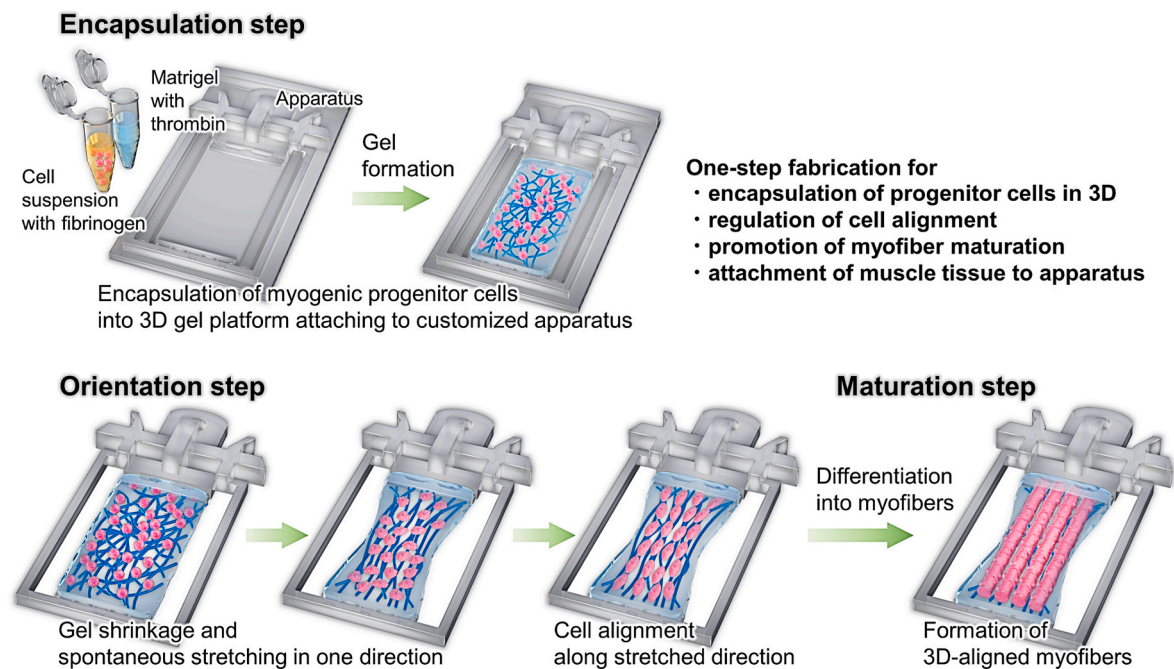 Encapsulation step
Matrigel
with
thrombin
Apparatus
Cell
suspension
with fibrinogen
Gel
formation
Encapsulation of myogenic progenitor cells
into 3D gel platform attaching to customized apparatus
One-step fabrication for
・encapsulation of progenitor cells in 3D
・regulation of cell alignment
・promotion of myofiber maturation
・attachment of muscle tissue to apparatus
Orientation step
Gel shrinkage and
spontaneous stretching in one direction
Cell alignment
along stretched direction
Maturation step
Differentiation
into myofibers
Formation of
3D-aligned myofibers